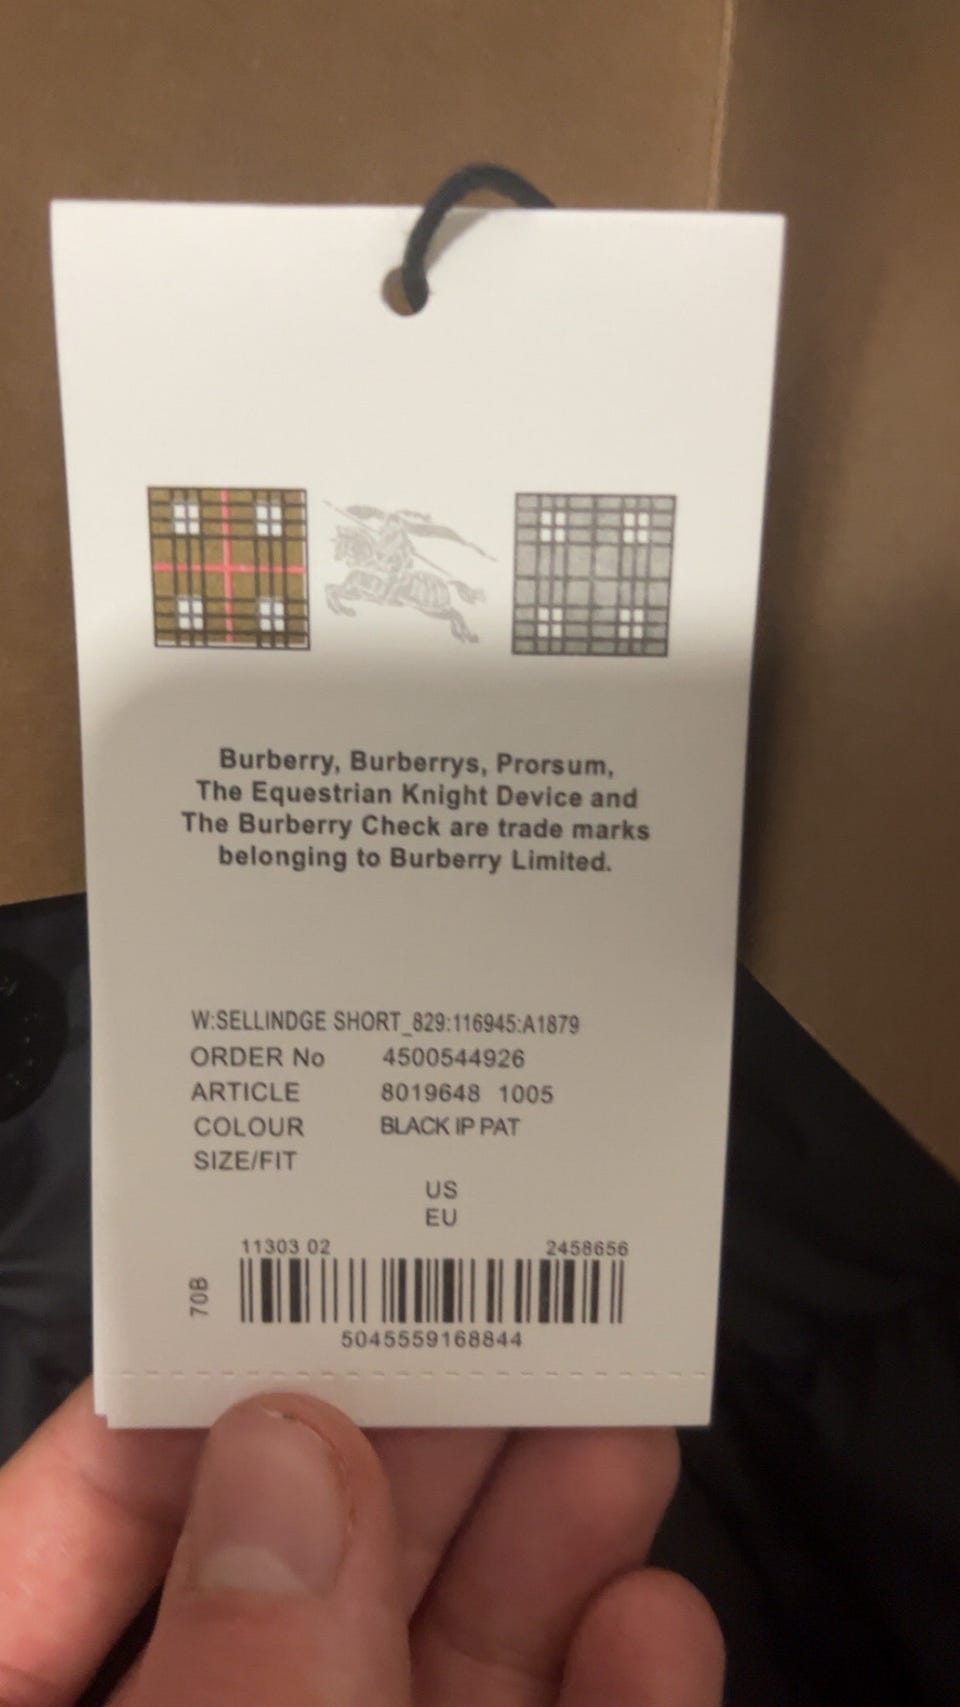 Burberry, Burberrys, Prorsum,
The Equestrian Knight Device and
The Burberry Check are trade marks
belonging to Burberry Limited.
W:SELLINDGE SHORT_829:116945:A1879
ORDER No 4500544926
ARTICLE 8019648 1005
COLOUR BLACK IP PAT
SIZE/FIT
US
EU
11303 02 2458656
70B
5045559168844